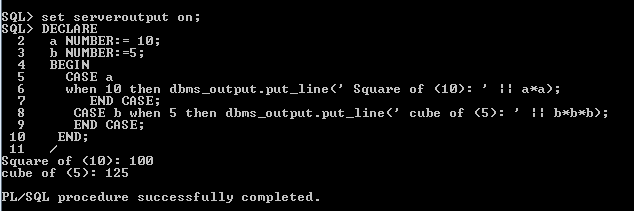 SQL> set serveroutput on;
SQL> DECLARE
  2   a NUMBER:= 10;
  3   b NUMBER:=5;
  4   BEGIN
  5     CASE a
  6     when 10 then dbms_output.put_line(' Square of (10): ' || a*a);
  7        END CASE;
  8      CASE b when 5 then dbms_output.put_line(' cube of (5): ' || b*b*b);
  9      END CASE;
 10    END;
 11   /
Square of (10): 100
cube of (5): 125
PL/SQL procedure successfully completed.